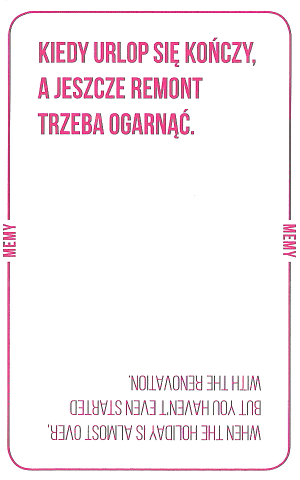 KIEDY URLOP SIĘ KOŃCZY,
A JESZCZE REMONT
TRZEBA OGARNĄĆ.
MEMY
MEMY
WHEN THE HOLIDAY IS ALMOST OVER,
BUT YOU HAVEN'T EVEN STARTED
WITH THE RENOVATION.